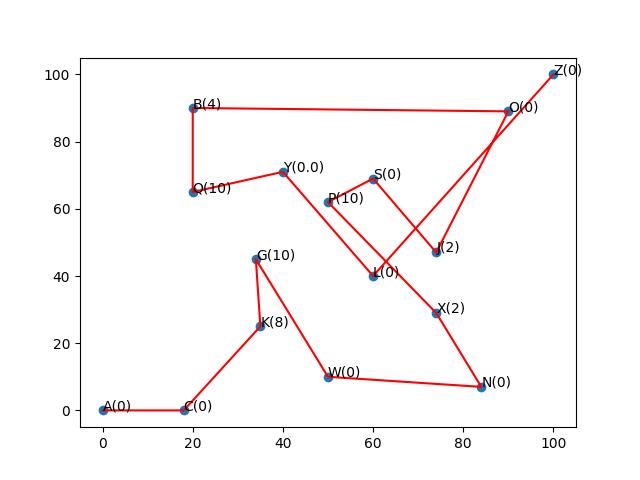 Z(0)
100
B(4)
O(0)
80
Y(0.0)
S(0)
Q(10)
P(10)
60
J(2)
G(10)
40
L(0)
X(2)
K(8)
20
W(0)
N(0)
0
A(0)
C(0)
0 20 40 60 80 100